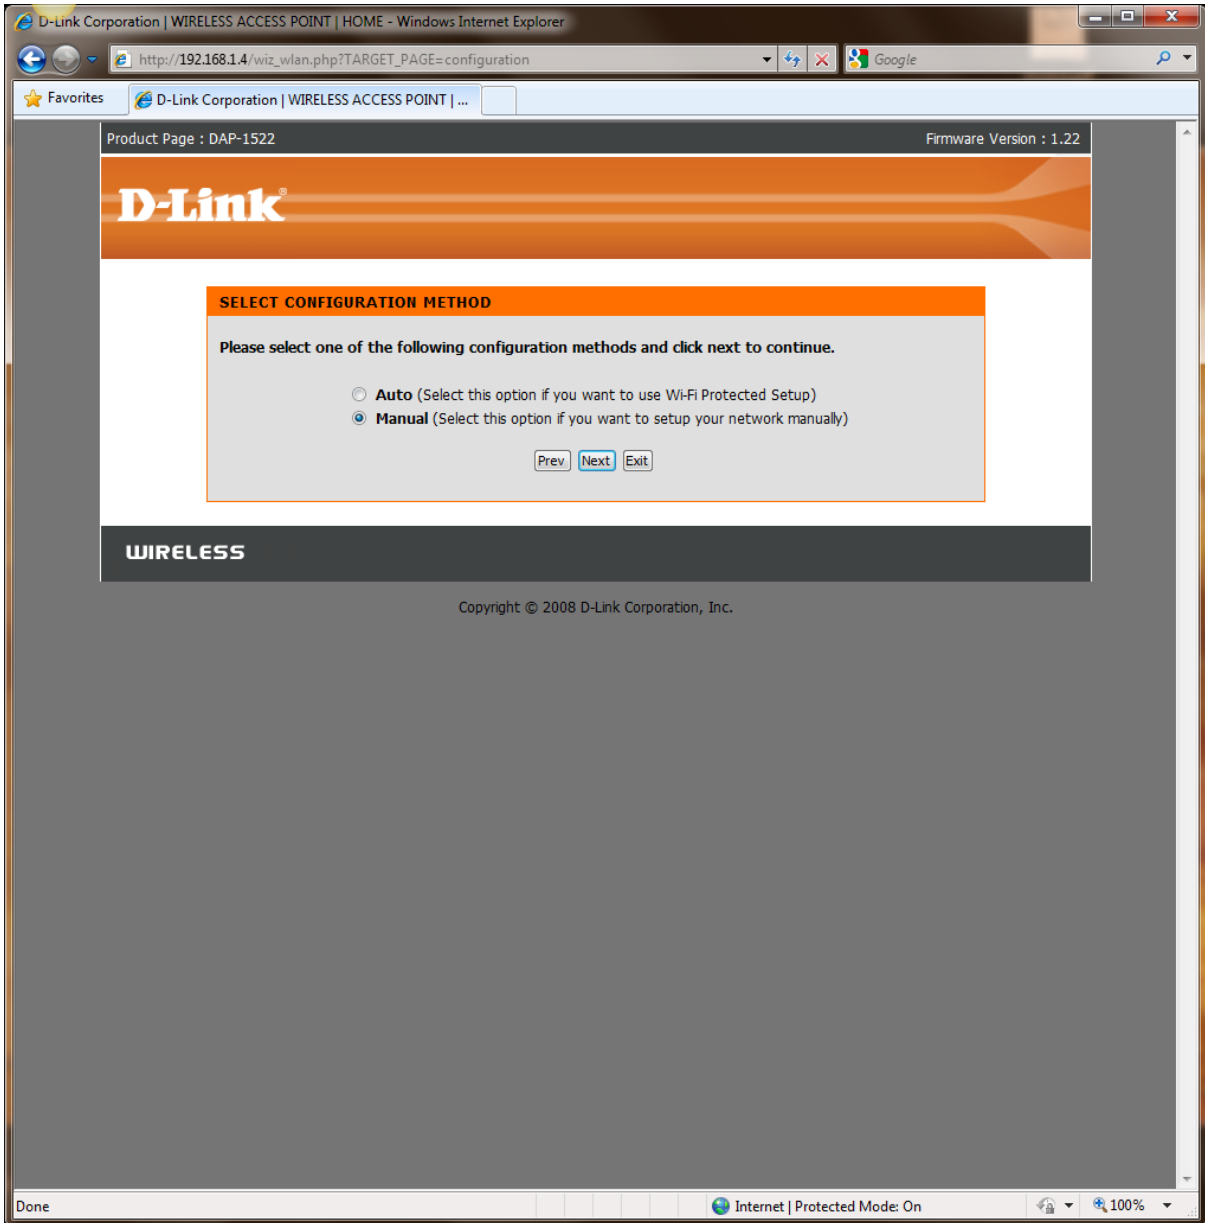 D-Link Corporation | WIRELESS ACCESS POINT | HOME - Windows Internet Explorer
http://192.168.1.4/wiz_wlan.php?TARGET_PAGE=configuration
Google
Favorites
D-Link Corporation | WIRELESS ACCESS POINT | ...
Product Page : DAP-1522
Firmware Version : 1.22
D-Link®
SELECT CONFIGURATION METHOD
Please select one of the following configuration methods and click next to continue.
Auto (Select this option if you want to use Wi-Fi Protected Setup)
Manual (Select this option if you want to setup your network manually)
Prev Next Exit
WIRELESS
Copyright © 2008 D-Link Corporation, Inc.
Done
Internet | Protected Mode: On
100%